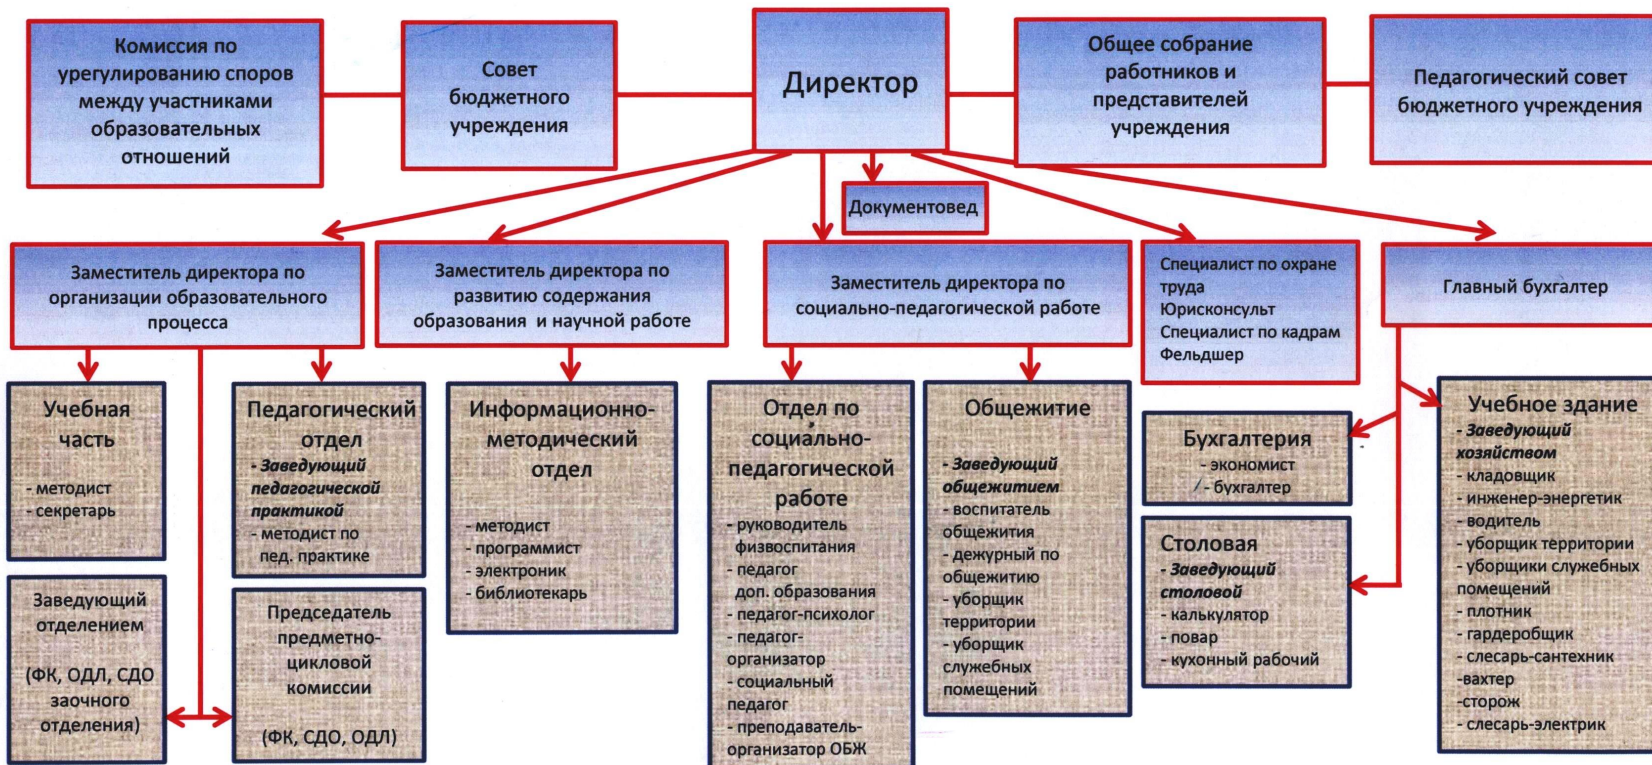 Комиссия по
урегулированию споров
между участниками
образовательных
отношений
Совет
бюджетного
учреждения
Директор
Общее собрание
работников и
представителей
учреждения
Педагогический совет
бюджетного учреждения
Документовед
Заместитель директора по
организации образовательного
процесса
Заместитель директора по
развитию содержания
образования и научной работе
Заместитель директора по
социально-педагогической работе
Специалист по охране
труда
Юрисконсульт
Специалист по кадрам
Фельдшер
Главный бухгалтер
Учебная
часть
- методист
- секретарь
Педагогический
отдел
- Заведующий
педагогической
практикой
- методист по
пед. практике
Информационно-
методический
отдел
- методист
- программист
- электроник
- библиотекарь
Отдел по
социально-
педагогической
работе
- руководитель
физвоспитания
- педагог
доп. образования
- педагог-психолог
- педагог-
организатор
- социальный
педагог
- преподаватель-
организатор ОБЖ
Общежитие
- Заведующий
общежитием
- воспитатель
общежития
- дежурный по
общежитию
- уборщик
территории
- уборщик
служебных
помещений
Бухгалтерия
- экономист
- бухгалтер
Столовая
- Заведующий
столовой
- калькулятор
- повар
- кухонный рабочий
Учебное здание
- Заведующий
хозяйством
- кладовщик
- инженер-энергетик
- водитель
- уборщик территории
- уборщики служебных
помещений
- плотник
- гардеробщик
- слесарь-сантехник
-вахтер
-сторож
- слесарь-электрик
Заведующий
отделением
(ФК, ОДЛ, СДО
заочного
отделения)
Председатель
предметно-
цикловой
комиссии
(ФК, СДО, ОДЛ)